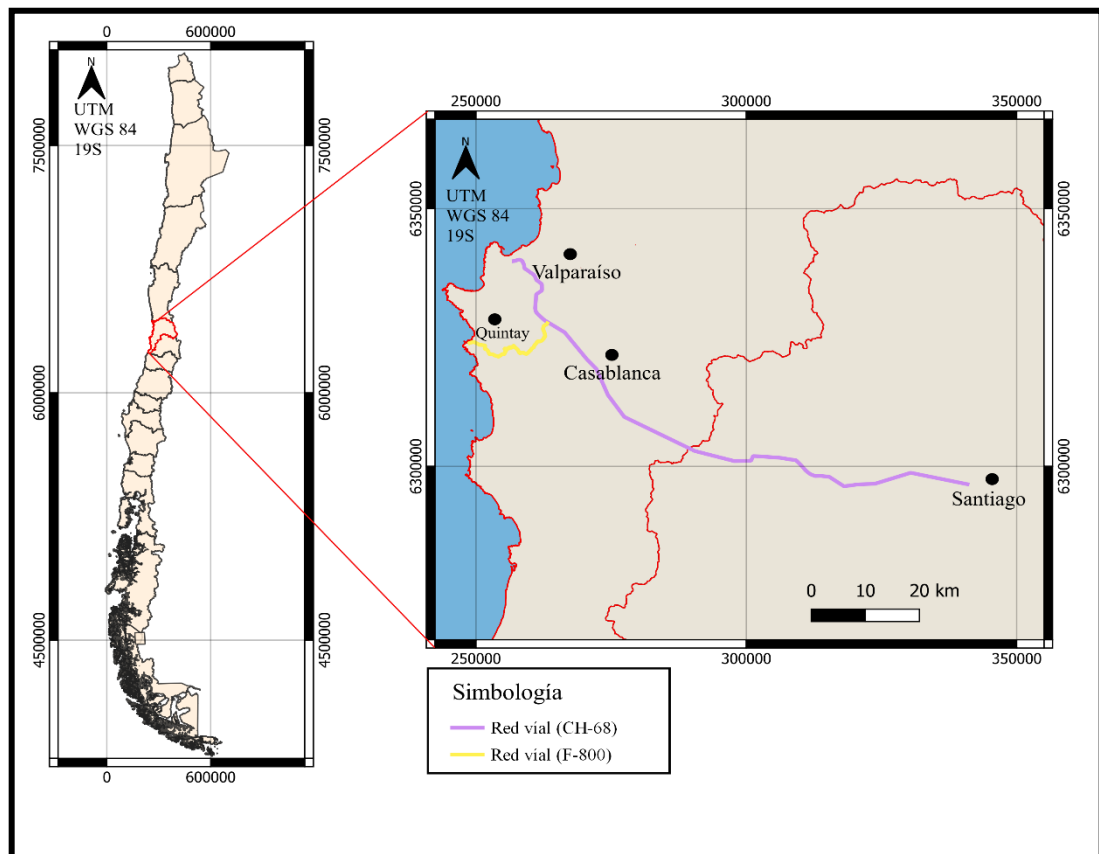 0
600000
N
UTM
WGS 84
19S
7500000
7500000
6000000
6000000
4500000
4500000
0
600000
250000
300000
350000
N
UTM
WGS 84
19S
6350000
6350000
Valparaíso
Quintay
Casablanca
6300000
6300000
Santiago
0 10 20 km
250000
300000
350000
Simbología
Red víal (CH-68)
Red víal (F-800)